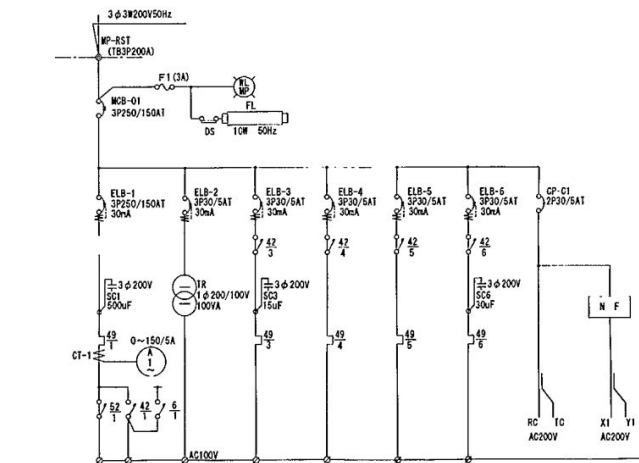 3φ3W200V50Hz
MP-RST
(TB3P200A)
F1(3A)
WL
MP
MCB-01
3P250/150AT
FL
DS
10W 50Hz
ELB-1
3P250/150AT
30mA
ELB-2
3P30/5AT
30mA
ELB-3
3P30/5AT
30mA
ELB-4
3P30/5AT
30mA
ELB-5
3P30/5AT
30mA
ELB-6
3P30/5AT
30mA
CP-C1
2P30/5AT
42
3
42
4
42
5
42
6
3φ200V
SC1
500uF
TR
1φ200/100V
100VA
3φ200V
SC3
15uF
3φ200V
SC6
30uF
N F
49
1
0~150/5A
A
1
~
CT-1
49
3
49
4
49
5
49
6
52
1
42
1
6
1
RC TC
AC200V
X1 Y1
AC200V
AC100V